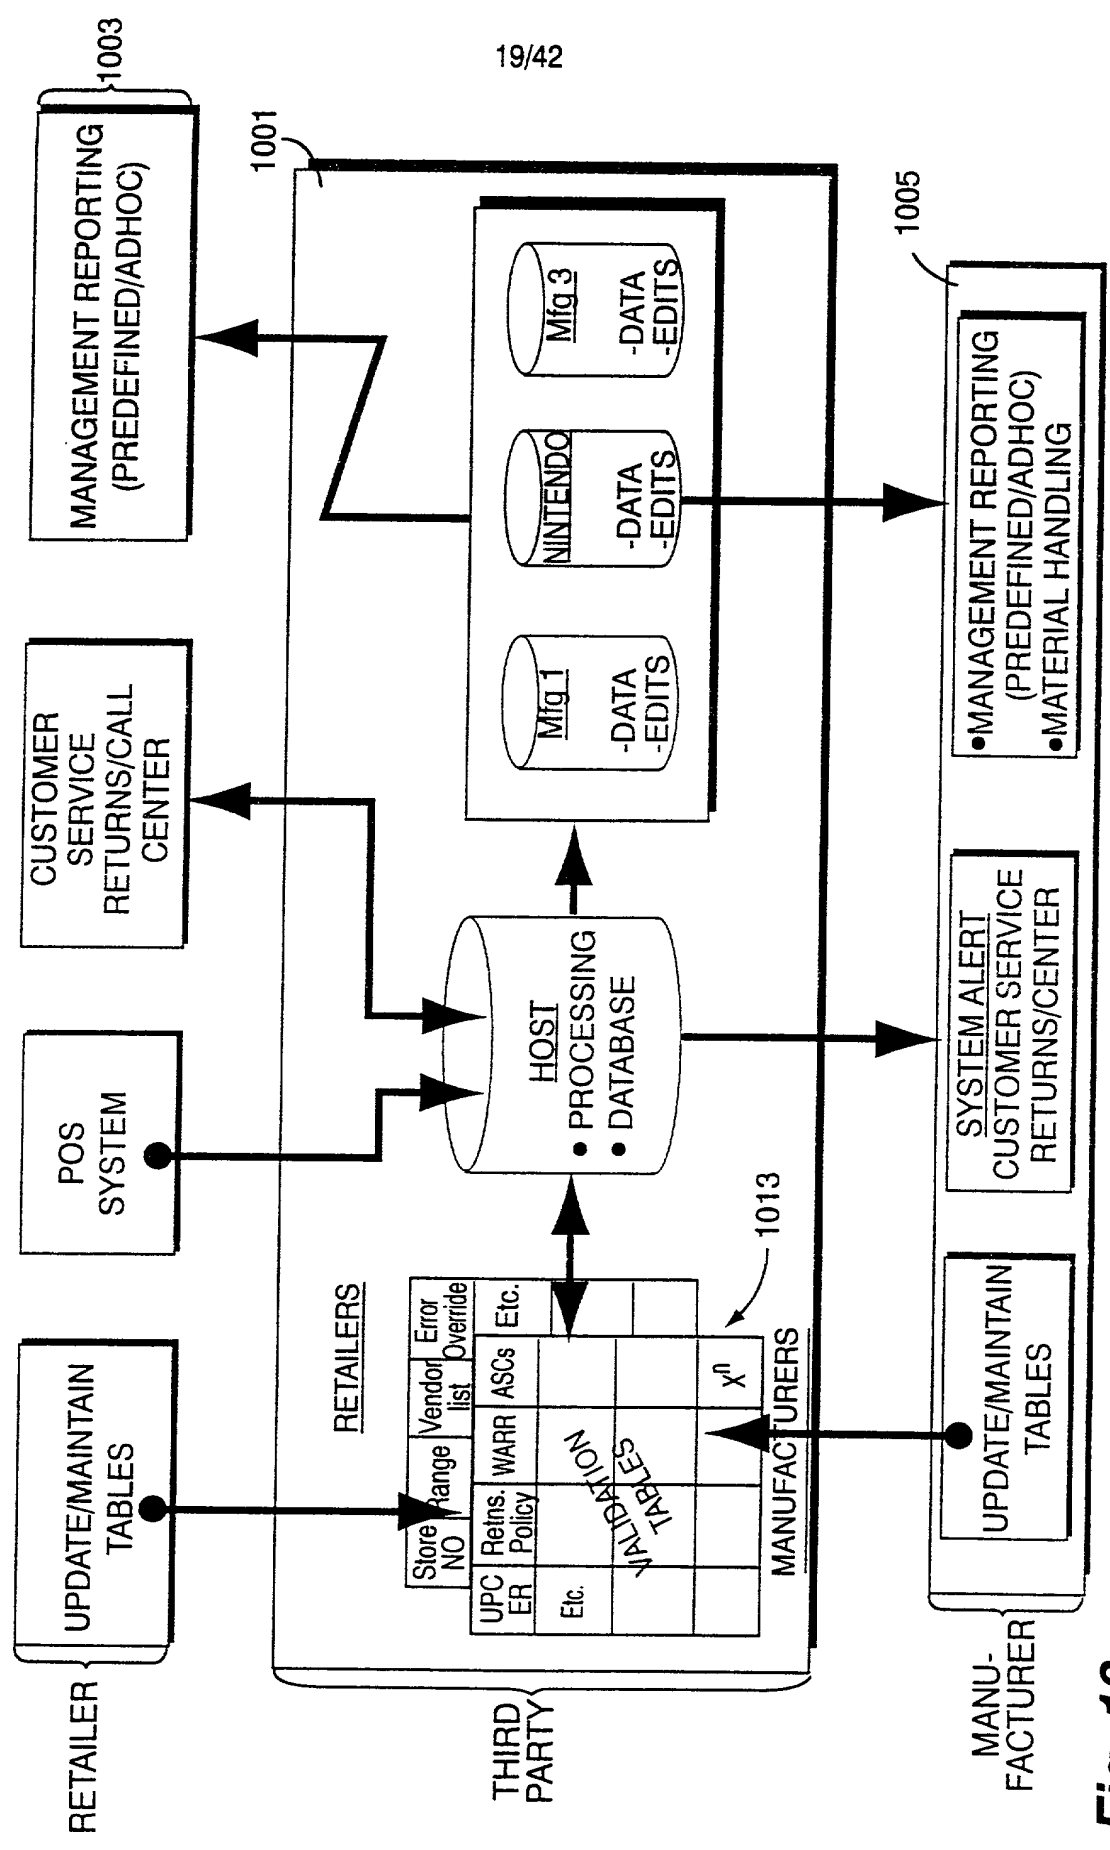 19/42
RETAILER
UPDATE/MAINTAIN
TABLES
POS
SYSTEM
CUSTOMER
SERVICE
RETURNS/CALL
CENTER
MANAGEMENT REPORTING
(PREDEFINED/ADHOC)
1003
THIRD
PARTY
1001
RETAILERS
Store
NO
Range
Vendor
list
Error
Override
UPC
ER
Retns.
Policy
WARR
ASCs
Etc.
Etc.
VALIDATION
TABLES
Xn
MANUFACTURERS
1013
HOST
• PROCESSING
• DATABASE
Mfg 1
-DATA
-EDITS
NINTENDO
-DATA
-EDITS
Mfg 3
-DATA
-EDITS
MANU-
FACTURER
UPDATE/MAINTAIN
TABLES
SYSTEM ALERT
CUSTOMER SERVICE
RETURNS/CENTER
•MANAGEMENT REPORTING
(PREDEFINED/ADHOC)
•MATERIAL HANDLING
1005